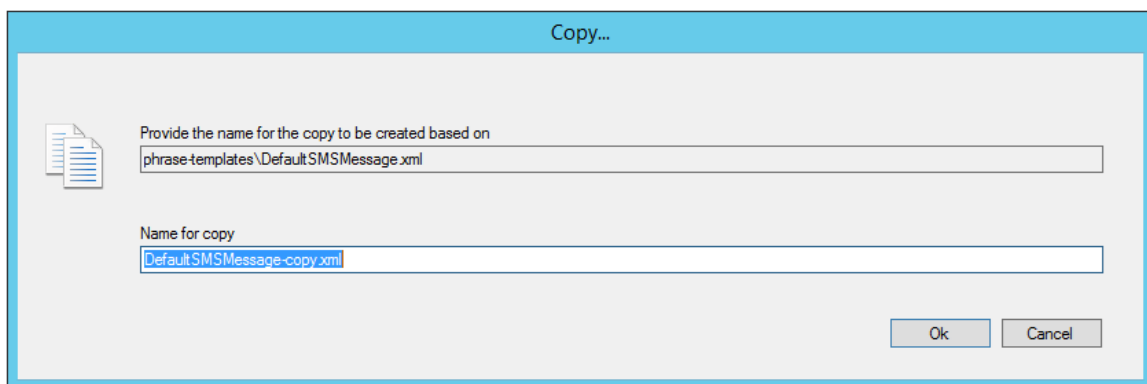 Copy...
Provide the name for the copy to be created based on
phrase-templates\DefaultSMSMessage.xml
Name for copy
DefaultSMSMessage-copy.xml
Ok Cancel